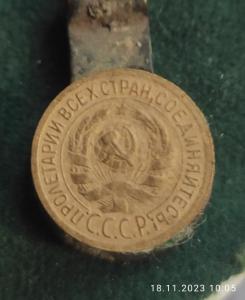 ПРОЛЕТАРИИ ВСЕХ СТРАН, СОЕДИНЯЙТЕСЬ!
С.С.С.Р.
18.11.2023 10:05